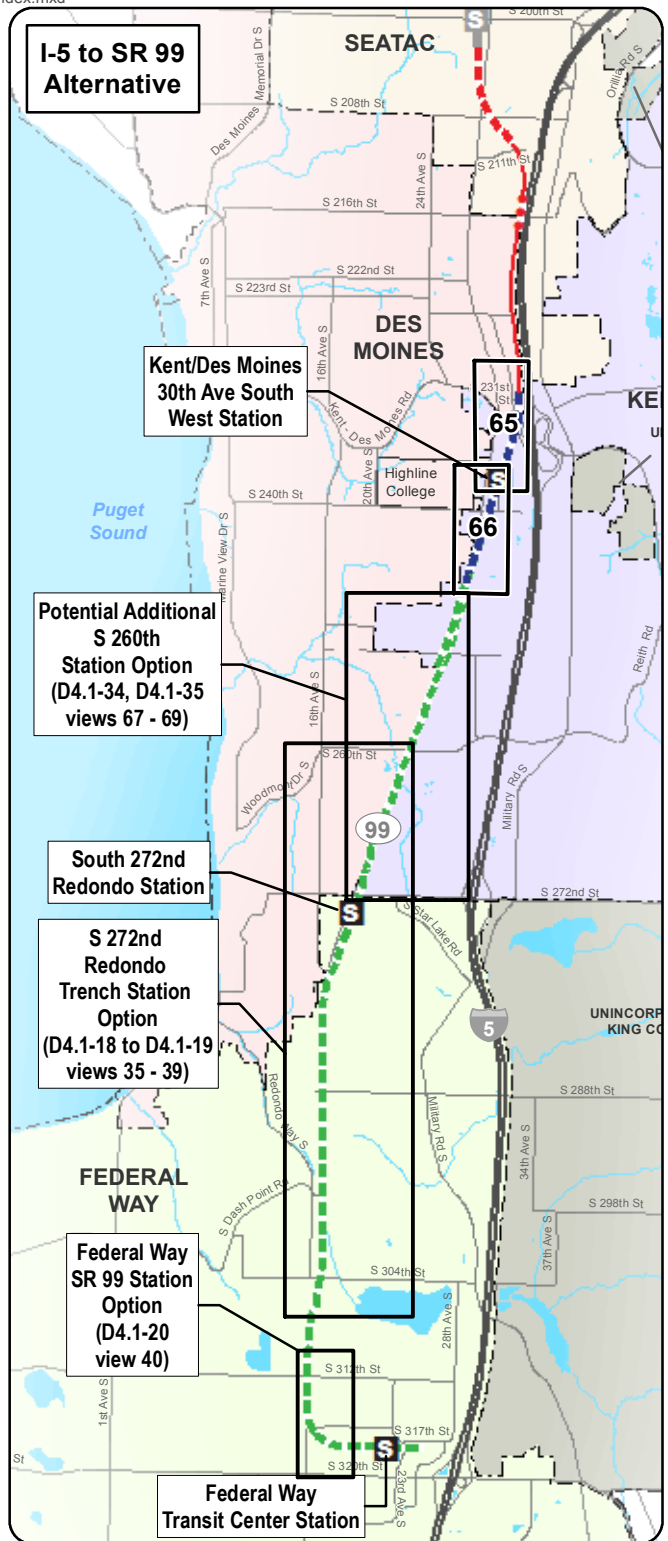 I-5 to SR 99
Alternative
SEATAC
S
S 200th St
Orillia Rd S
Des Moines Memorial Dr S
S 208th St
24th Ave S
S 211th St
S 216th St
7th Ave S
S 222nd St
S 223rd St
16th Ave S
DES
MOINES
Kent/Des Moines
30th Ave South
West Station
231st
St
65
KE
Kent - Des Moines Rd
20th Ave S
Highline
College
S
S 240th St
66
Puget
Sound
Marine View Dr S
Potential Additional
S 260th
Station Option
(D4.1-34, D4.1-35
views 67 - 69)
16th Ave S
Reith Rd
S 260th St
Woodmont Dr S
Military Rd S
99
South 272nd
Redondo Station
S 272nd St
S
S Star Lake Rd
S 272nd
Redondo
Trench Station
Option
(D4.1-18 to D4.1-19
views 35 - 39)
5
UNINCORP
KING CO
Redondo Way S
Military Rd S
S 288th St
34th Ave S
FEDERAL
WAY
S Dash Point Rd
S 298th St
37th Ave S
S 304th St
Federal Way
SR 99 Station
Option
(D4.1-20
view 40)
28th Ave S
S 312th St
1st Ave S
S 317th St
S
St
S 320th St
23rd Ave S
Federal Way
Transit Center Station